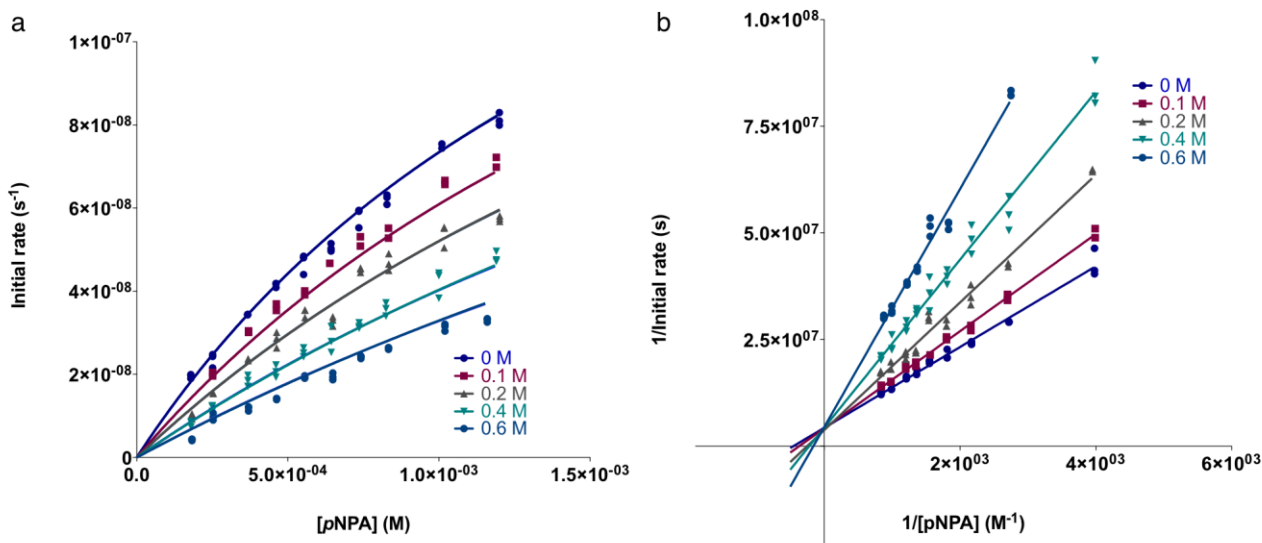 a
Initial rate (s⁻¹)
1×10⁻⁰⁷
8×10⁻⁰⁸
6×10⁻⁰⁸
4×10⁻⁰⁸
2×10⁻⁰⁸
0
0.0
5.0×10⁻⁰⁴
1.0×10⁻⁰³
1.5×10⁻⁰³
[pNPA] (M)
0 M
0.1 M
0.2 M
0.4 M
0.6 M
b
1/Initial rate (s)
1.0×10⁰⁸
7.5×10⁰⁷
5.0×10⁰⁷
2.5×10⁰⁷
2×10⁰³
4×10⁰³
6×10⁰³
1/[pNPA] (M⁻¹)
0 M
0.1 M
0.2 M
0.4 M
0.6 M